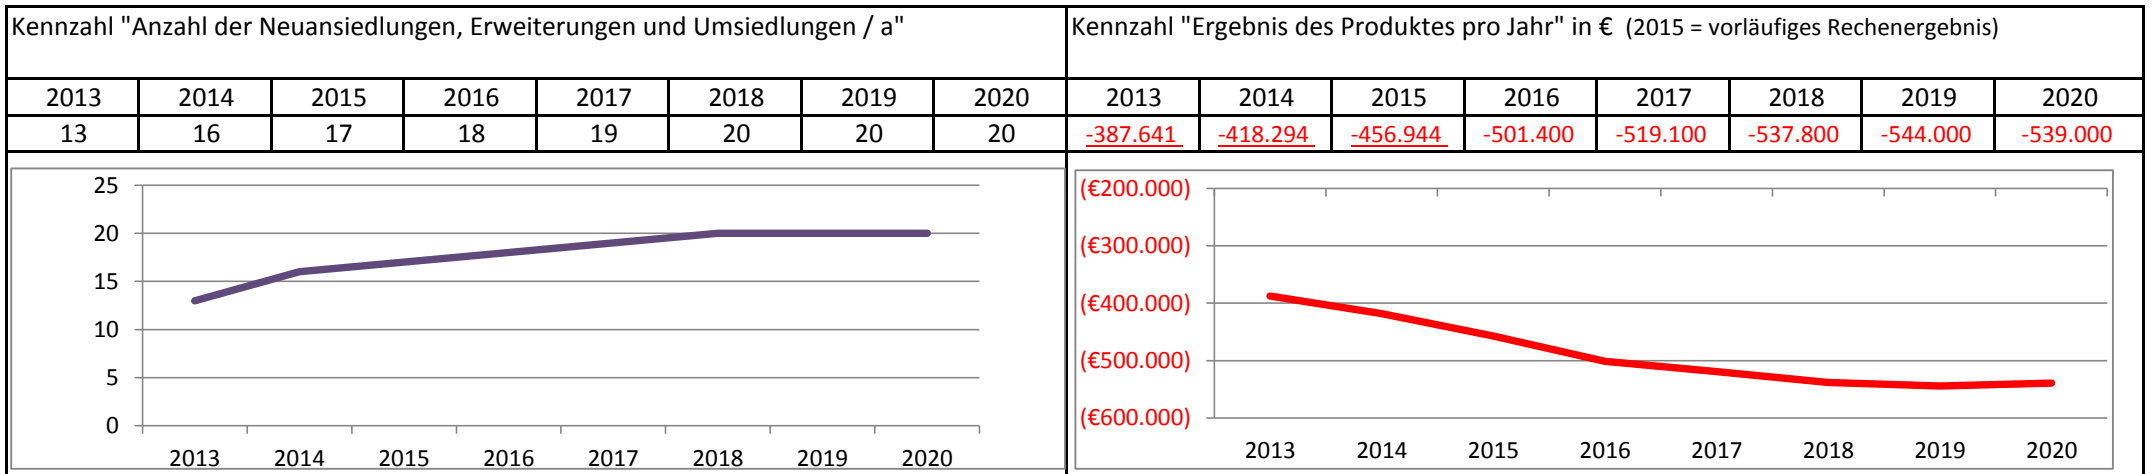 Kennzahl "Anzahl der Neuansiedlungen, Erweiterungen und Umsiedlungen / a"
2013 2014 2015 2016 2017 2018 2019 2020
13 16 17 18 19 20 20 20
25
20
15
10
5
0
2013 2014 2015 2016 2017 2018 2019 2020
Kennzahl "Ergebnis des Produktes pro Jahr" in € (2015 = vorläufiges Rechenergebnis)
2013 2014 2015 2016 2017 2018 2019 2020
-387.641 -418.294 -456.944 -501.400 -519.100 -537.800 -544.000 -539.000
(€200.000)
(€300.000)
(€400.000)
(€500.000)
(€600.000)
2013 2014 2015 2016 2017 2018 2019 2020